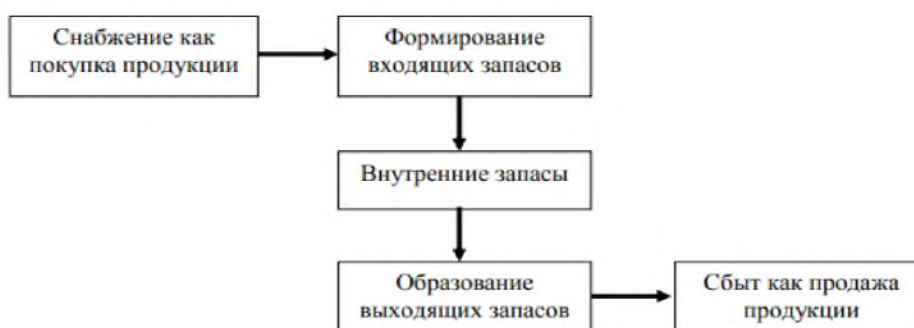 Снабжение как
покупка продукции
Формирование
входящих запасов
Внутренние запасы
Образование
выходящих запасов
Сбыт как продажа
продукции